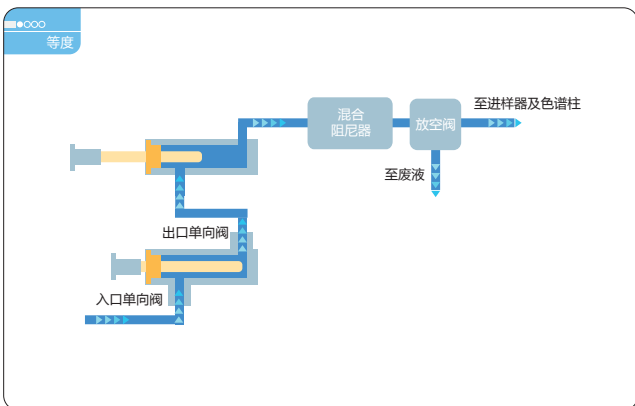 等度
至进样器及色谱柱
混合
阻尼器
放空阀
至废液
出口单向阀
入口单向阀